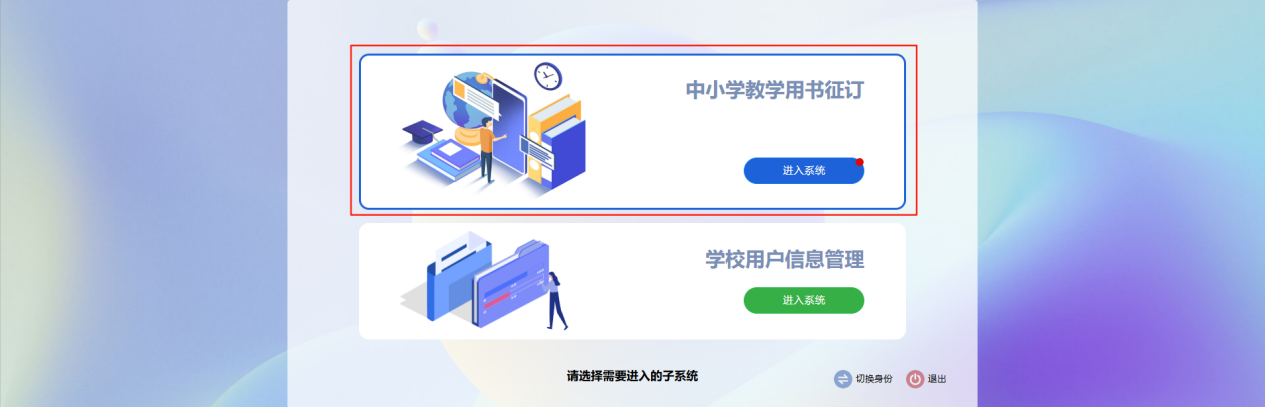 中小学教学用书征订
进入系统
学校用户信息管理
进入系统
请选择需要进入的子系统
切换身份
退出